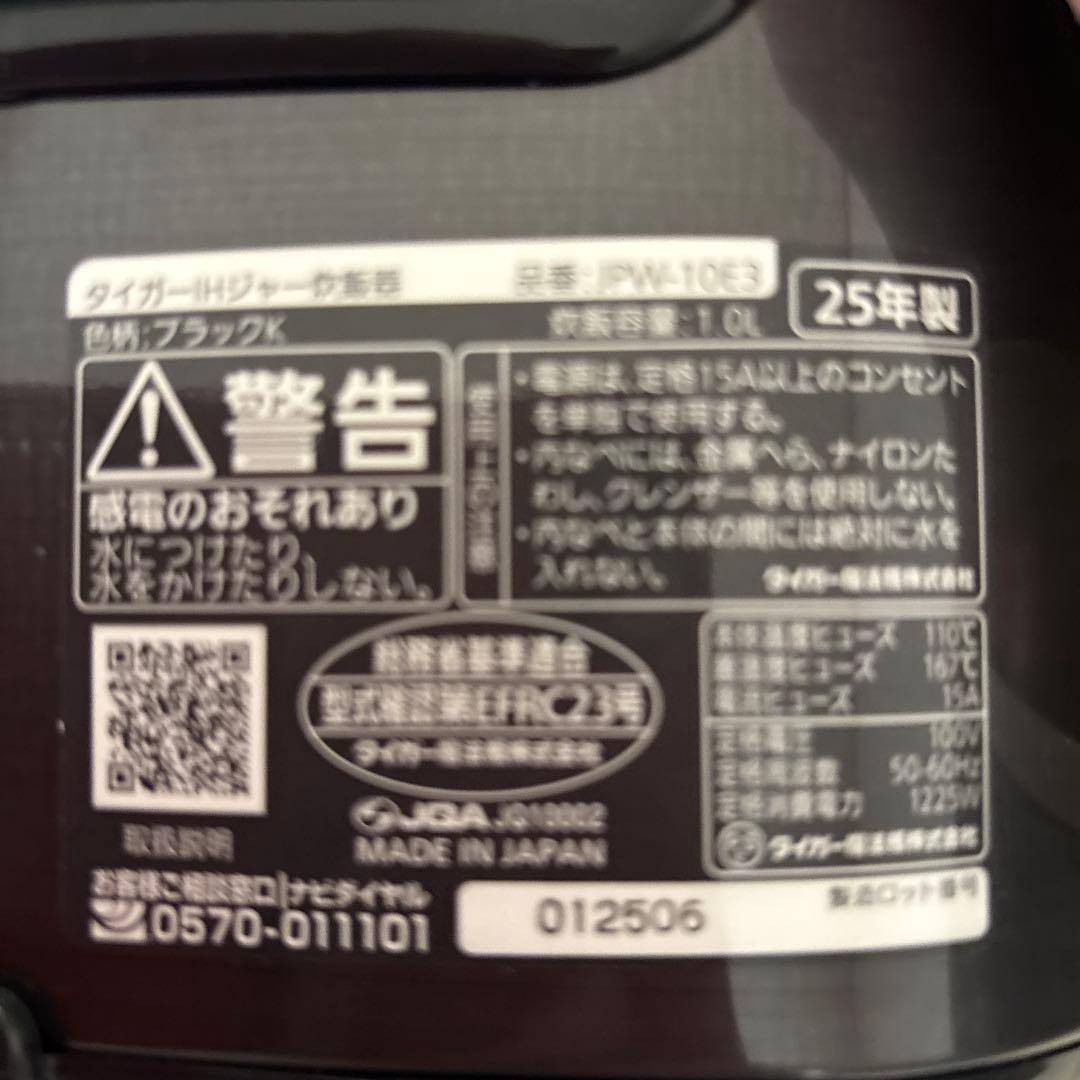 タイガーIHジャー炊飯器 品番:JPW-10E3
色柄:ブラックK 炊飯容量:1.0L
25年製
警告
感電のおそれあり
水につけたり、
水をかけたりしない。
使用上の注意
・電源は、定格15A以上のコンセント
を単独で使用する。
・内なべには、金属へら、ナイロンた
わし、クレンザー等を使用しない。
・内なべと本体の間には絶対に水を
入れない。
タイガー魔法瓶株式会社
取扱説明
総務省基準適合
型式確認第EFRC23号
タイガー魔法瓶株式会社
JQA JQ10002
MADE IN JAPAN
温度ヒューズ 110℃
温度ヒューズ 167℃
電流ヒューズ 15A
定格電圧 100V
定格周波数 50-60Hz
定格消費電力 1225W
タイガー魔法瓶株式会社
お客様ご相談窓口 ナビダイヤル
0570-011101
012506 製造ロット番号